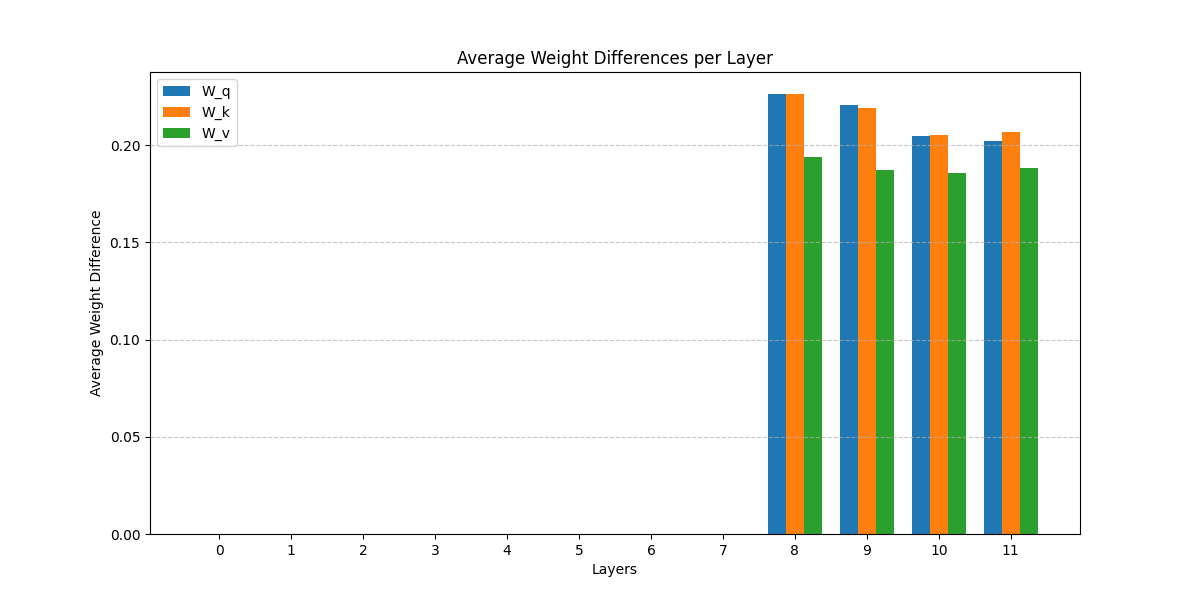 Average Weight Differences per Layer
W_q
W_k
W_v
Average Weight Difference
0.20
0.15
0.10
0.05
0.00
0 1 2 3 4 5 6 7 8 9 10 11
Layers